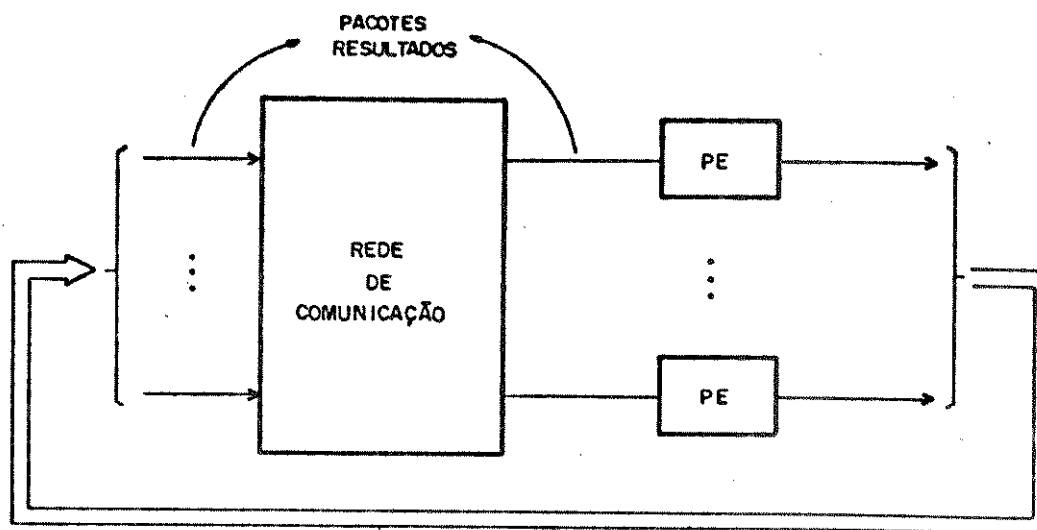 PACOTES
RESULTADOS
PE
REDE
DE
COMUNICAÇÃO
PE